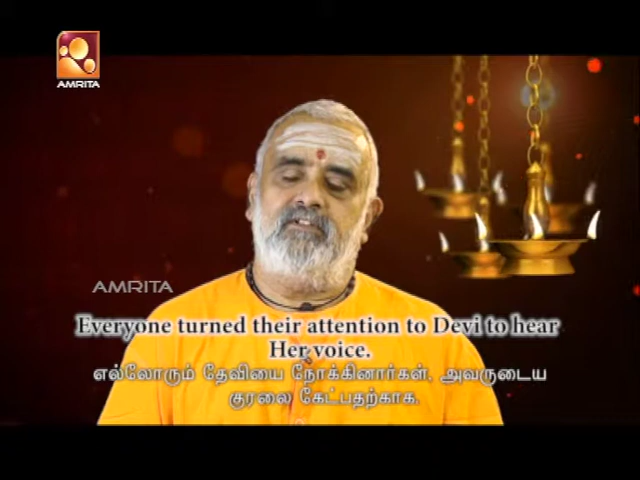 AMRITA
AMRITA
Everyone turned their attention to Devi to hear
Her voice.
எல்லோரும் தேவியை நோக்கினார்கள். அவருடைய
குரலை கேட்பதற்காக.